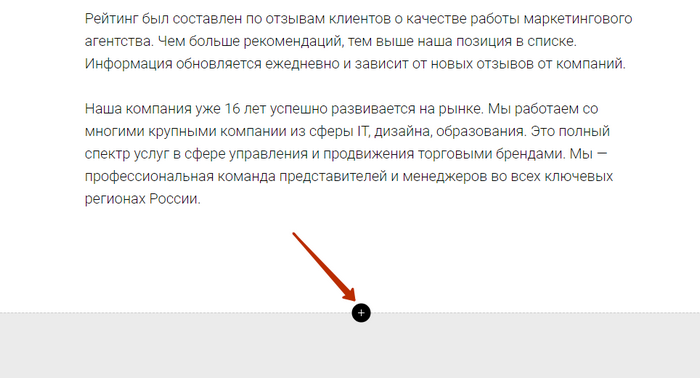 Рейтинг был составлен по отзывам клиентов о качестве работы маркетингового
агентства. Чем больше рекомендаций, тем выше наша позиция в списке.
Информация обновляется ежедневно и зависит от новых отзывов от компаний.
Наша компания уже 16 лет успешно развивается на рынке. Мы работаем со
многими крупными компании из сферы IT, дизайна, образования. Это полный
спектр услуг в сфере управления и продвижения торговыми брендами. Мы —
профессиональная команда представителей и менеджеров во всех ключевых
регионах России.
+